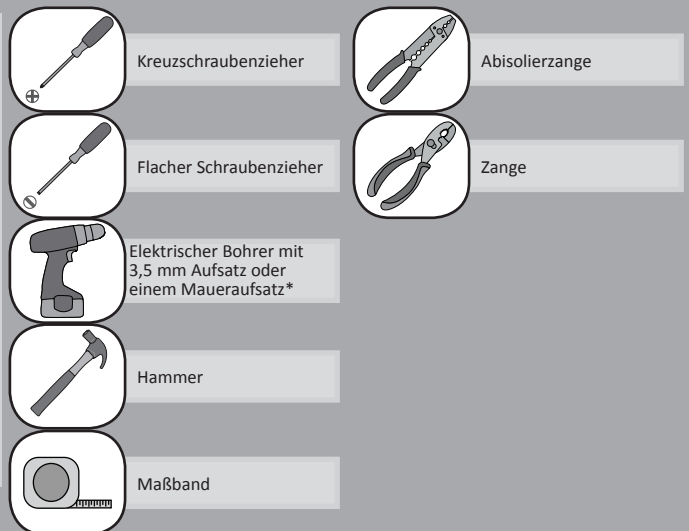 Kreuzschraubenzieher
Flacher Schraubenzieher
Elektrischer Bohrer mit
3,5 mm Aufsatz oder
einem Maueraufsatz*
Hammer
Maßband
Abisolierzange
Zange